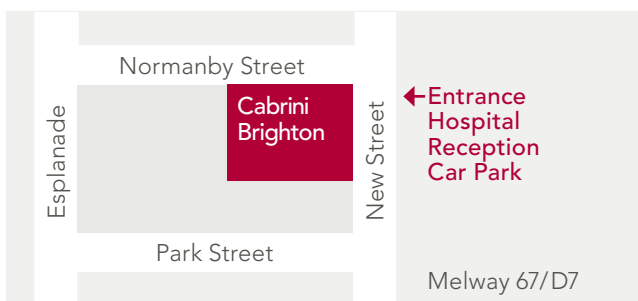 Normanby Street
Cabrini
Brighton
Esplanade
New Street
Entrance
Hospital
Reception
Car Park
Park Street
Melway 67/D7